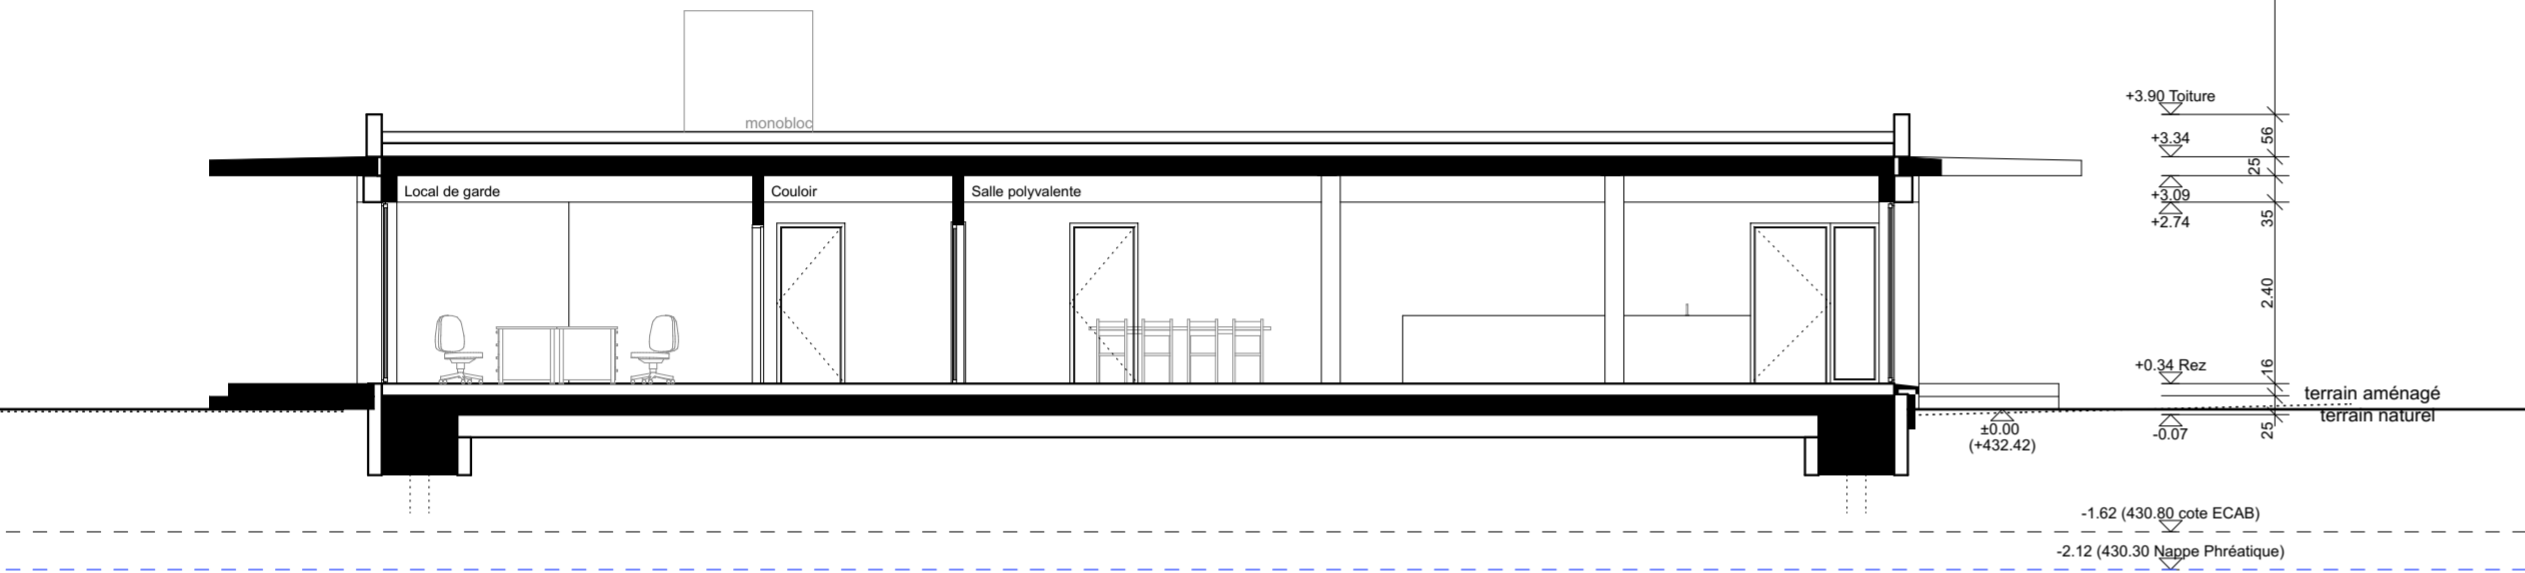 monobloc
+3.90 Toiture
56
+3.34
25
Local de garde
Couloir
Salle polyvalente
+3.09
35
+2.74
2.40
+0.34 Rez
16
terrain aménagé
terrain naturel
±0.00
(+432.42)
-0.07
25
-1.62 (430.80 cote ECAB)
-2.12 (430.30 Nappe Phréatique)